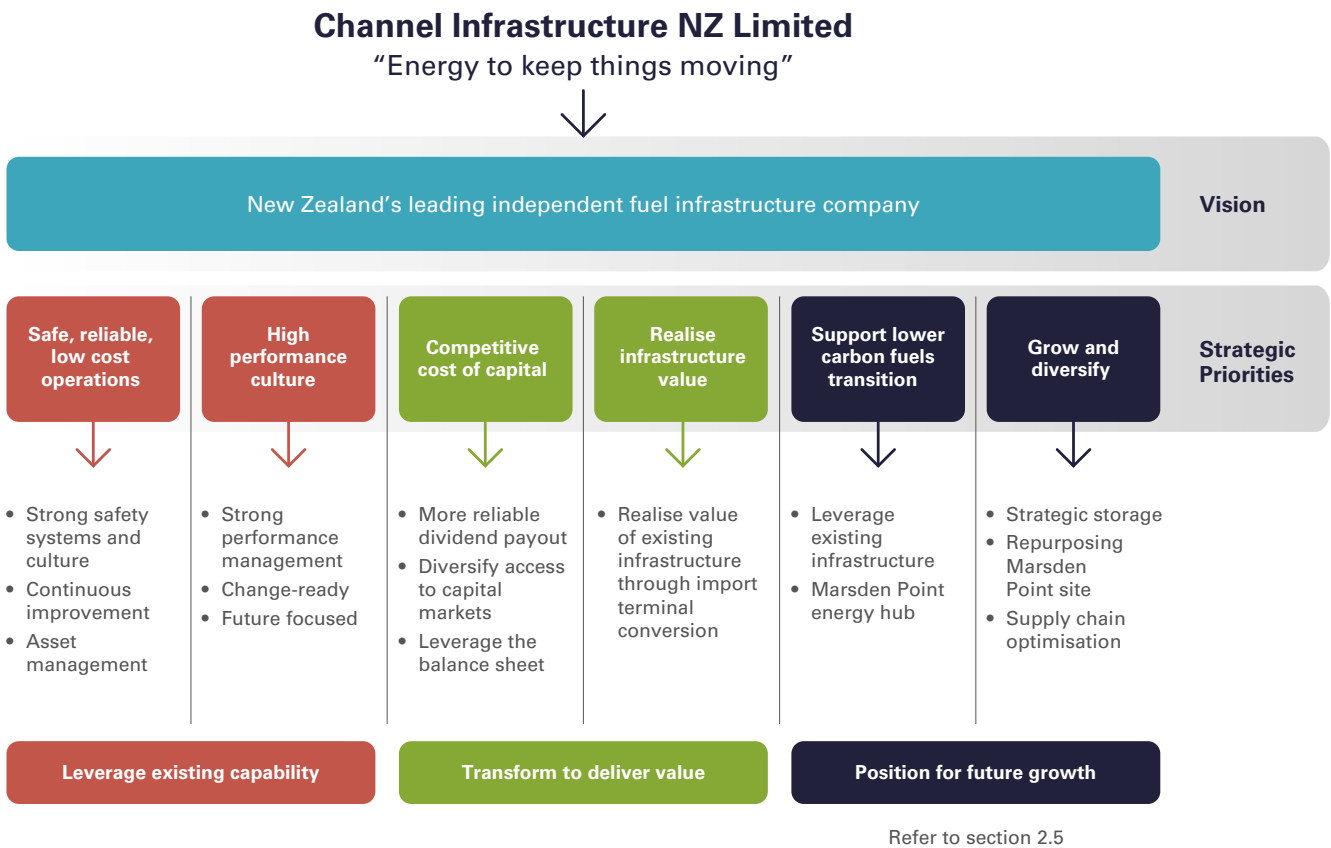 Channel Infrastructure NZ Limited
“Energy to keep things moving”
New Zealand’s leading independent fuel infrastructure company
Vision
Safe, reliable,
low cost
operations
High
performance
culture
Competitive
cost of capital
Realise
infrastructure
value
Support lower
carbon fuels
transition
Grow and
diversify
Strategic
Priorities
• Strong safety
systems and
culture
• Continuous
improvement
• Asset
management
• Strong
performance
management
• Change-ready
• Future focused
• More reliable
dividend payout
• Diversify access
to capital
markets
• Leverage the
balance sheet
• Realise value
of existing
infrastructure
through import
terminal
conversion
• Leverage
existing
infrastructure
• Marsden Point
energy hub
• Strategic storage
• Repurposing
Marsden
Point site
• Supply chain
optimisation
Leverage existing capability
Transform to deliver value
Position for future growth
Refer to section 2.5